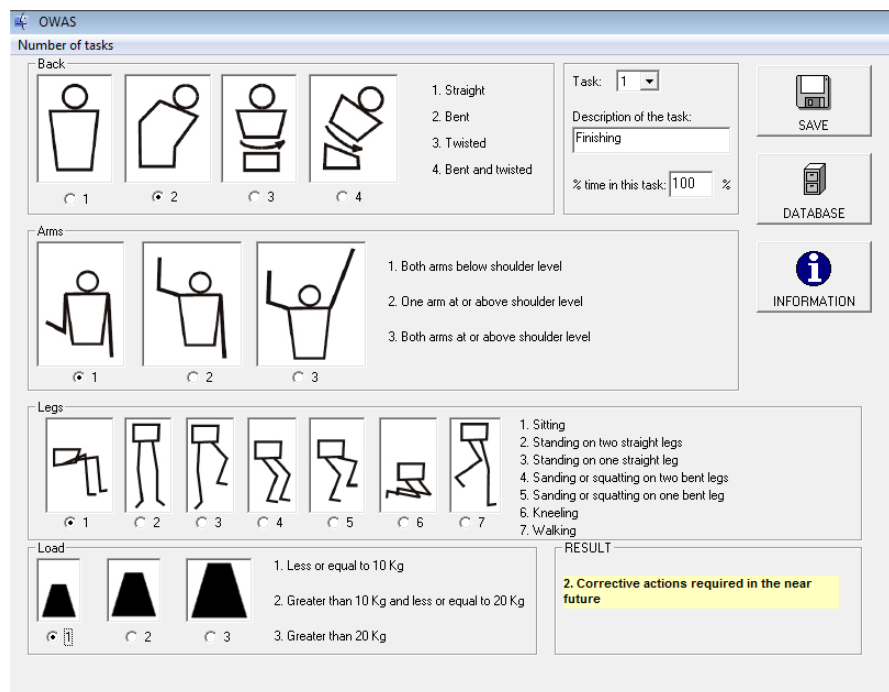 OWAS
Number of tasks
Back
1. Straight
2. Bent
3. Twisted
4. Bent and twisted
1
2
3
4
Task: 1
Description of the task:
Finishing
% time in this task: 100 %
SAVE
DATABASE
INFORMATION
Arms
1. Both arms below shoulder level
2. One arm at or above shoulder level
3. Both arms at or above shoulder level
1
2
3
Legs
1. Sitting
2. Standing on two straight legs
3. Standing on one straight leg
4. Sanding or squatting on two bent legs
5. Sanding or squatting on one bent leg
6. Kneeling
7. Walking
1
2
3
4
5
6
7
Load
1. Less or equal to 10 Kg
2. Greater than 10 Kg and less or equal to 20 Kg
3. Greater than 20 Kg
1
2
3
RESULT
2. Corrective actions required in the near
future